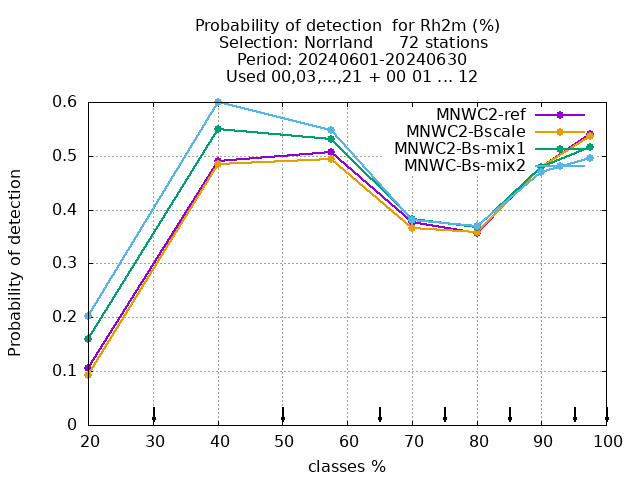 Probability of detection  for Rh2m (%)
Selection: Norrland     72 stations
Period: 20240601-20240630
Used 00,03,...,21 + 00 01 ... 12
MNWC2-ref
MNWC2-Bscale
MNWC2-Bs-mix1
MNWC-Bs-mix2
Probability of detection
0.6
0.5
0.4
0.3
0.2
0.1
0
20 30 40 50 60 70 80 90 100
classes %